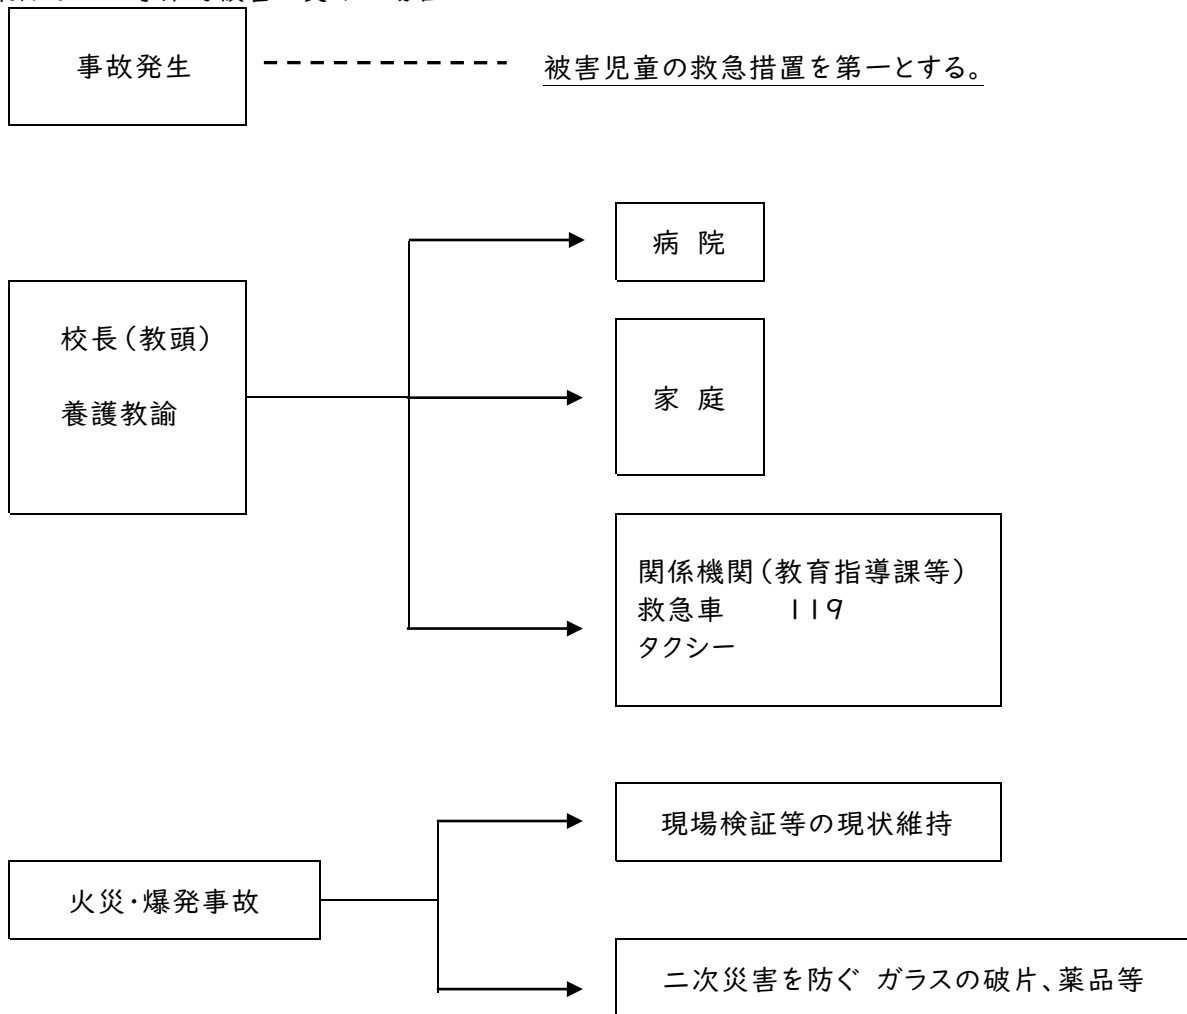 事故発生
被害児童の救急措置を第一とする。
病 院
校長(教頭)
養護教諭
家 庭
関係機関(教育指導課等)
救急車 119
タクシー
現場検証等の現状維持
火災・爆発事故
二次災害を防ぐ ガラスの破片、薬品等